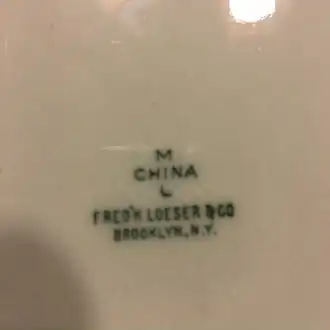 M
CHINA
L
FRED'K LOESER & CO
BROOKLYN, N.Y.